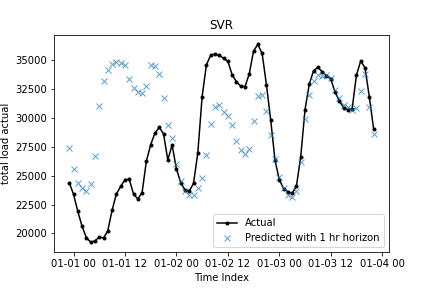 SVR
35000
32500
30000
27500
25000
22500
20000
total load actual
Actual
Predicted with 1 hr horizon
01-01 00 01-01 12 01-02 00 01-02 12 01-03 00 01-03 12 01-04 00
Time Index